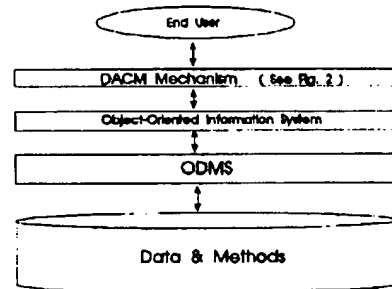 End User
DACM Mechanism ( See Fig. 2 )
Object-Oriented Information System
ODMS
Data & Methods